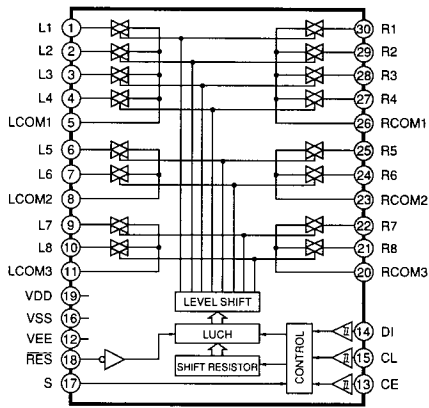 L1 1 30 R1
L2 2 29 R2
L3 3 28 R3
L4 4 27 R4
LCOM1 5 26 RCOM1
L5 6 25 R5
L6 7 24 R6
LCOM2 8 23 RCOM2
L7 9 22 R7
L8 10 21 R8
LCOM3 11 20 RCOM3
VDD 19 LEVEL SHIFT
VSS 16
VEE 12 LUCH 14 DI
RES 18 SHIFT RESISTOR CONTROL 15 CL
S 17 13 CE